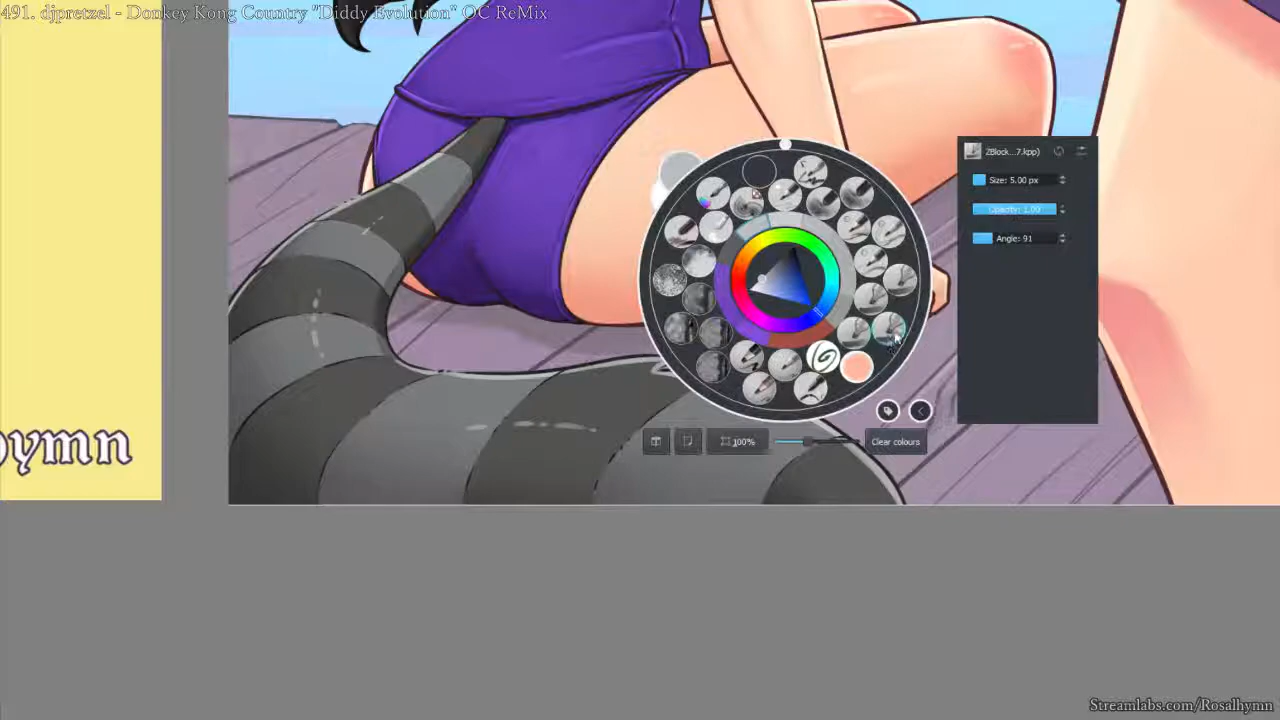 491. djpretzel - Donkey Kong Country "Diddy Evolution" OC ReMix
ZBlock...7.kpp)
Size: 5.00 px
Opacity: 1.00
Angle: 91
ymn
100%
Clear colours
Streamlabs.com/Rosalhymn